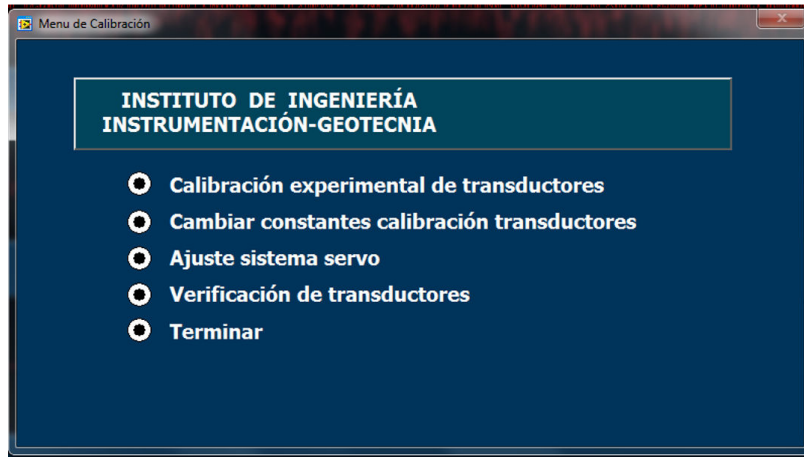 Menu de Calibración
INSTITUTO DE INGENIERÍA
INSTRUMENTACIÓN-GEOTECNIA
Calibración experimental de transductores
Cambiar constantes calibración transductores
Ajuste sistema servo
Verificación de transductores
Terminar